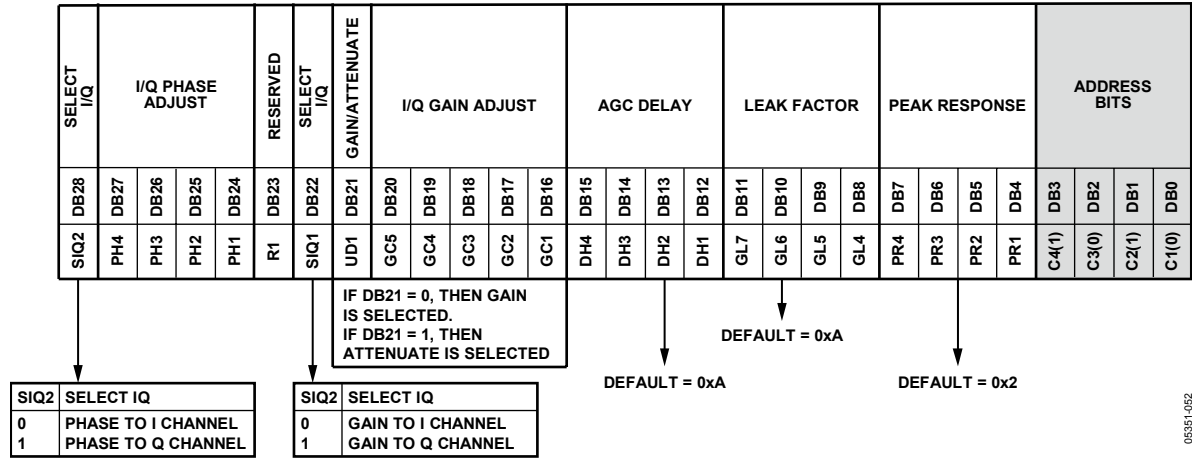 SELECT
I/Q
I/Q PHASE
ADJUST
RESERVED
SELECT
I/Q
GAIN/ATTENUATE
I/Q GAIN ADJUST
AGC DELAY
LEAK FACTOR
PEAK RESPONSE
ADDRESS
BITS
DB28 DB27 DB26 DB25 DB24 DB23 DB22 DB21 DB20 DB19 DB18 DB17 DB16 DB15 DB14 DB13 DB12 DB11 DB10 DB9 DB8 DB7 DB6 DB5 DB4 DB3 DB2 DB1 DB0
SIQ2 PH4 PH3 PH2 PH1 R1 SIQ1 UD1 GC5 GC4 GC3 GC2 GC1 DH4 DH3 DH2 DH1 GL7 GL6 GL5 GL4 PR4 PR3 PR2 PR1 C4(1) C3(0) C2(1) C1(0)
IF DB21 = 0, THEN GAIN
IS SELECTED.
IF DB21 = 1, THEN
ATTENUATE IS SELECTED
DEFAULT = 0xA
DEFAULT = 0xA
DEFAULT = 0x2
SIQ2 SELECT IQ
0 PHASE TO I CHANNEL
1 PHASE TO Q CHANNEL
SIQ2 SELECT IQ
0 GAIN TO I CHANNEL
1 GAIN TO Q CHANNEL
05351-052